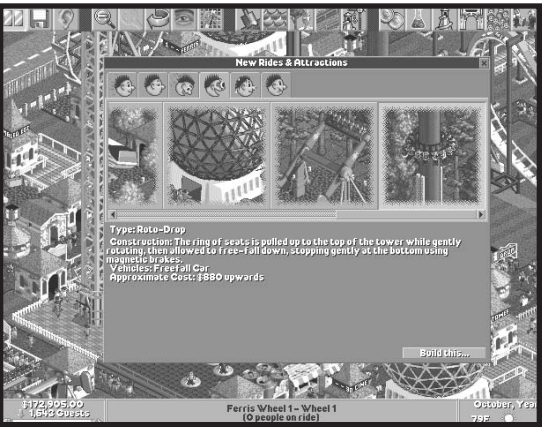 New Rides & Attractions
Type: Roto-Drop
Construction: The ring of seats is pulled up to the top of the tower while gently
rotating, then allowed to free-fall down, stopping gently at the bottom using
magnetic brakes.
Vehicles: Freefall Car
Approximate Cost: $880 upwards
Build this...
$172,905.00
1,643 Guests
Ferris Wheel 1 - Wheel 1
(0 people on ride)
October, Year
79F